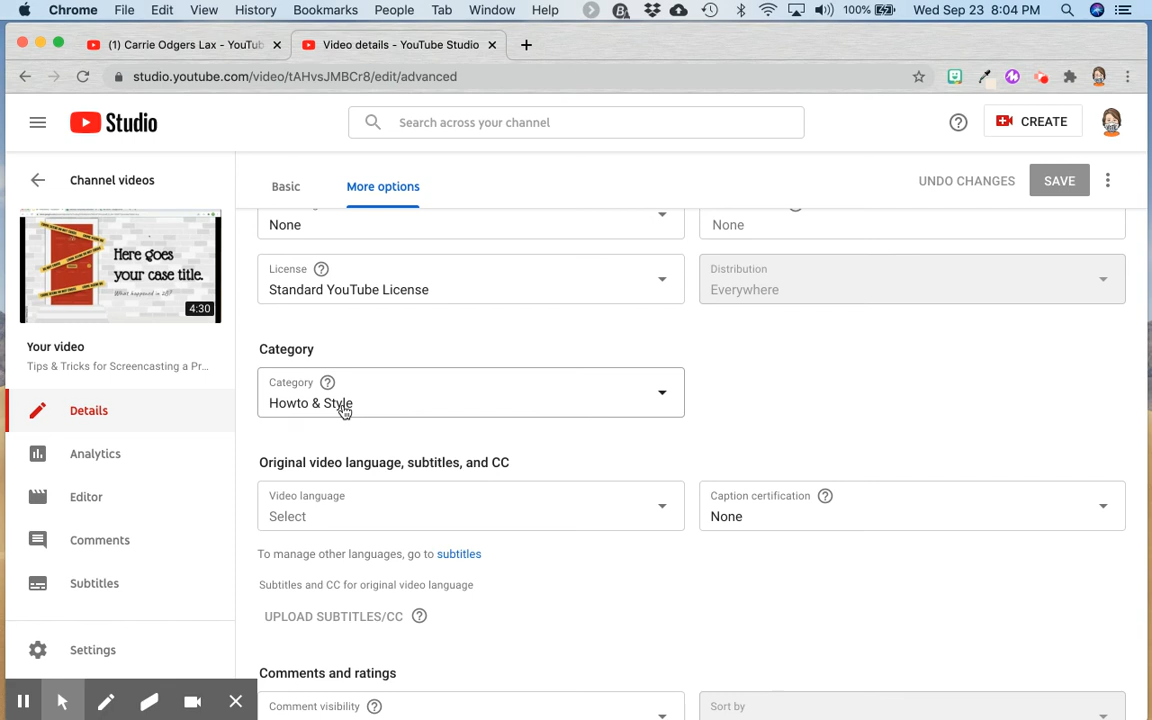 Chrome File Edit View History Bookmarks People Tab Window Help 100% Wed Sep 23 8:04 PM
(1) Carrie Odgers Lax - YouTub
Video details - YouTube Studio
studio.youtube.com/video/tAHvsJMBCr8/edit/advanced
Studio
Search across your channel
CREATE
Channel videos
Basic
More options
UNDO CHANGES
SAVE
Here goes
your case title.
What happened in 28?
4:30
Your video
Tips & Tricks for Screencasting a Pr...
Details
Analytics
Editor
Comments
Subtitles
Settings
None
None
License
Standard YouTube License
Distribution
Everywhere
Category
Category
Howto & Style
Original video language, subtitles, and CC
Video language
Select
Caption certification
None
To manage other languages, go to subtitles
Subtitles and CC for original video language
UPLOAD SUBTITLES/CC
Comments and ratings
Comment visibility
Sort by